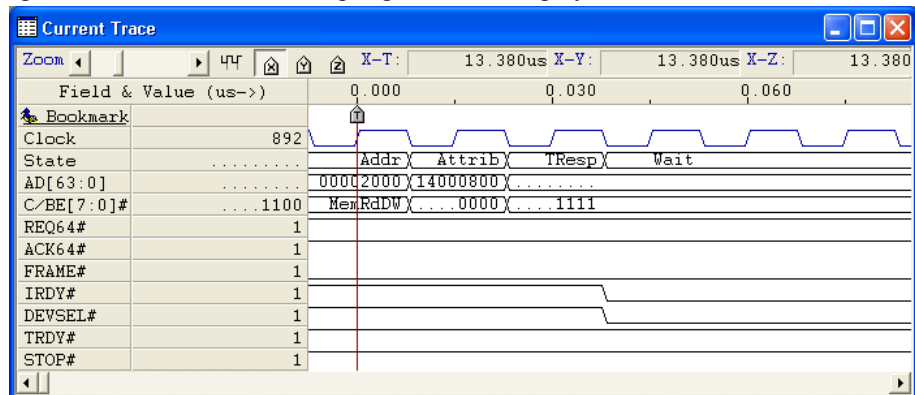 Current Trace
Zoom X-T: 13.380us X-Y: 13.380us X-Z: 13.380
Field & Value (us->) 0.000 0.030 0.060
Bookmark T
Clock 892
State ......... Addr Attrib TResp Wait
AD[63:0] ........ 00002000 14000800 ........
C/BE[7:0]# ....1100 MemRdDW ....0000 ....1111
REQ64# 1
ACK64# 1
FRAME# 1
IRDY# 1
DEVSEL# 1
TRDY# 1
STOP# 1